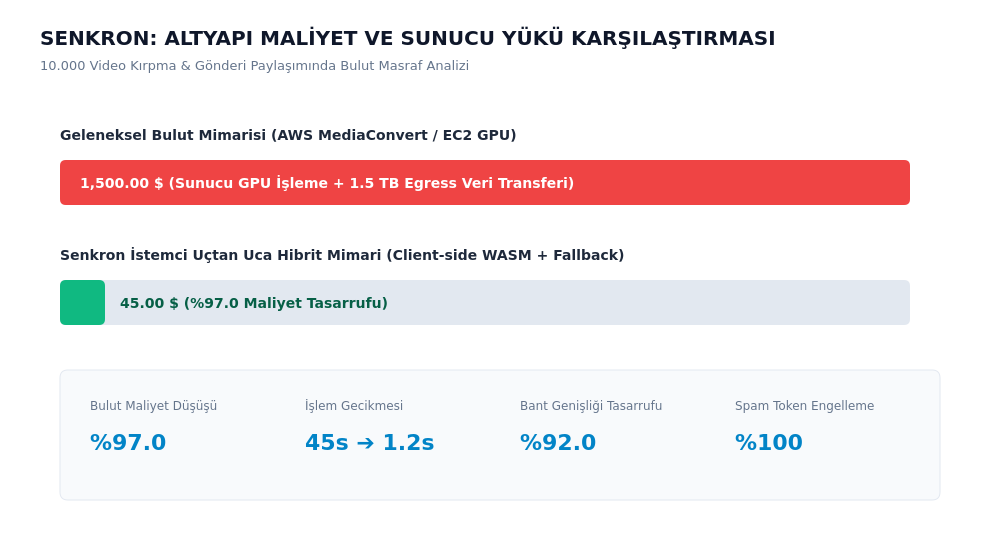 SENKRON: ALTYAPI MALİYET VE SUNUCU YÜKÜ KARŞILAŞTIRMASI
10.000 Video Kırpma & Gönderi Paylaşımında Bulut Masraf Analizi
Geleneksel Bulut Mimarisi (AWS MediaConvert / EC2 GPU)
1,500.00 $ (Sunucu GPU İşleme + 1.5 TB Egress Veri Transferi)
Senkron İstemci Uçtan Uca Hibrit Mimari (Client-side WASM + Fallback)
45.00 $ (%97.0 Maliyet Tasarrufu)
Bulut Maliyet Düşüşü
%97.0
İşlem Gecikmesi
45s → 1.2s
Bant Genişliği Tasarrufu
%92.0
Spam Token Engelleme
%100